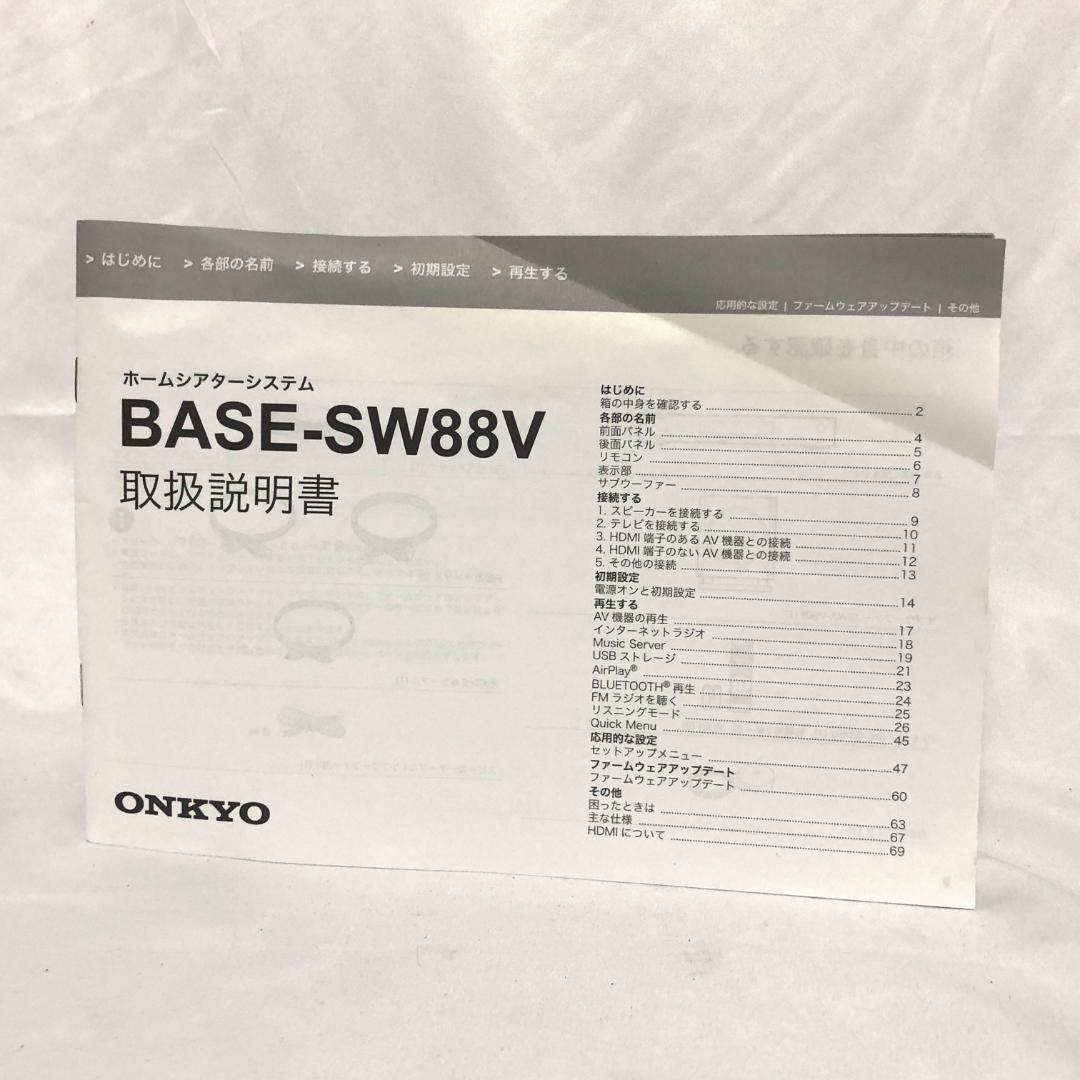 > はじめに > 各部の名前 > 接続する > 初期設定 > 再生する
応用的な設定 | ファームウェアアップデート | その他
ホームシアターシステム
BASE-SW88V
取扱説明書
ONKYO
はじめに
箱の中身を確認する 2
各部の名前
前面パネル 4
後面パネル 5
リモコン 6
表示部 7
サブウーファー 8
接続する
1. スピーカーを接続する 9
2. テレビを接続する 10
3. HDMI 端子のある AV 機器との接続 11
4. HDMI 端子のない AV 機器との接続 12
5. その他の接続 13
初期設定
電源オンと初期設定 14
再生する
AV 機器の再生 17
インターネットラジオ 18
Music Server 19
USB ストレージ 21
AirPlay® 23
BLUETOOTH® 再生 24
FM ラジオを聴く 25
リスニングモード 26
Quick Menu 45
応用的な設定
セットアップメニュー 47
ファームウェアアップデート
ファームウェアアップデート 60
その他
困ったときは 63
主な仕様 67
HDMI について 69